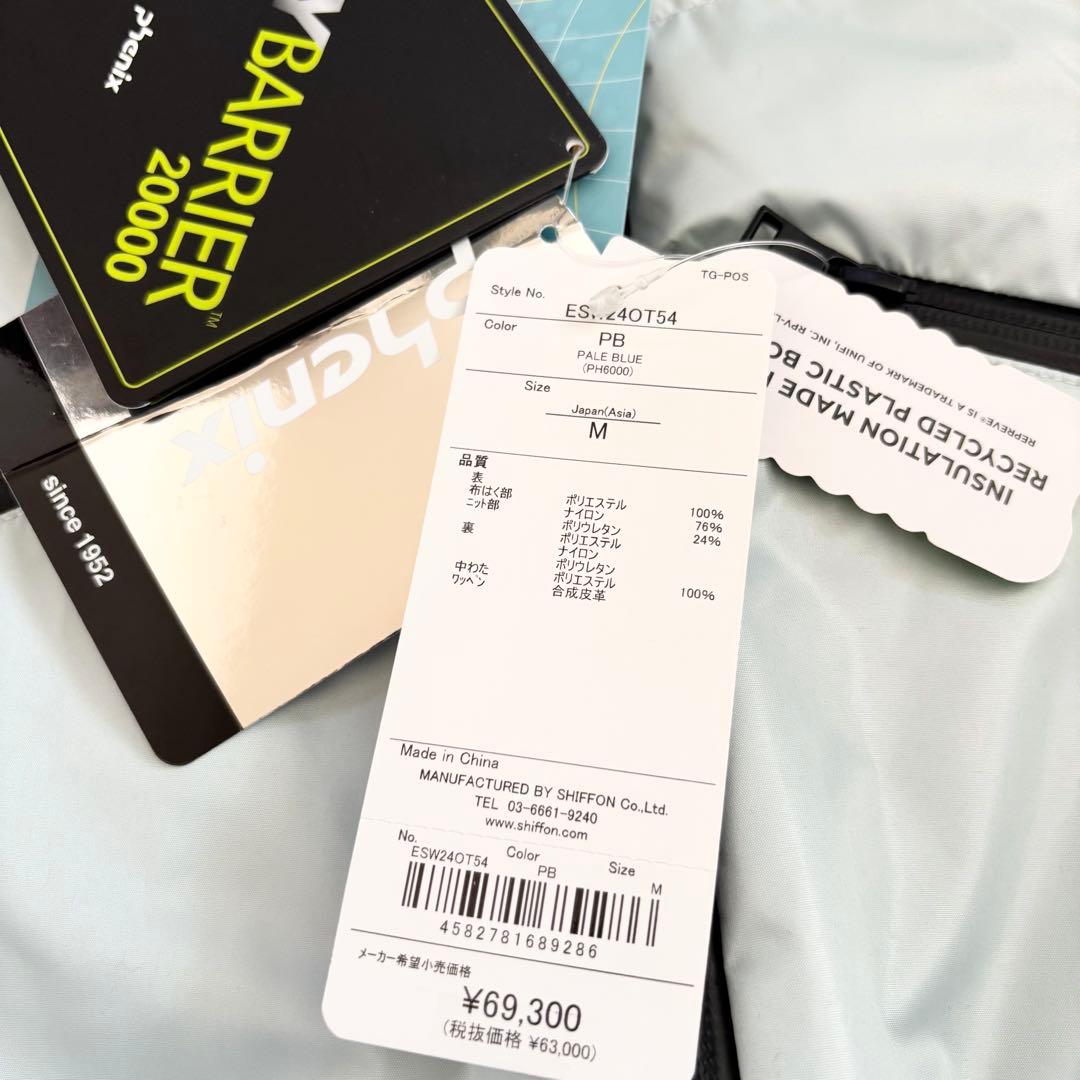 phenix
Y BARRIER™
20000
phenix
since 1952
TG-POS
Style No.
ESW24OT54
Color
PB
PALE BLUE
(PH6000)
Size
Japan(Asia)
M
品質
表 ポリエステル 100%
布はく部 ナイロン 76%
ニット部 ポリウレタン 24%
裏 ポリエステル
ナイロン
ポリウレタン
中わた ポリエステル 100%
ワッペン 合成皮革
Made in China
MANUFACTURED BY SHIFFON Co.,Ltd.
TEL 03-6661-9240
www.shiffon.com
No. Color Size
ESW24OT54 PB M
4582781689286
メーカー希望小売価格
¥69,300
(税抜価格 ¥63,000)
INSULATION MADE
RECYCLED PLASTIC
REPREVE® IS A TRADEMARK OF UNIFI, INC.